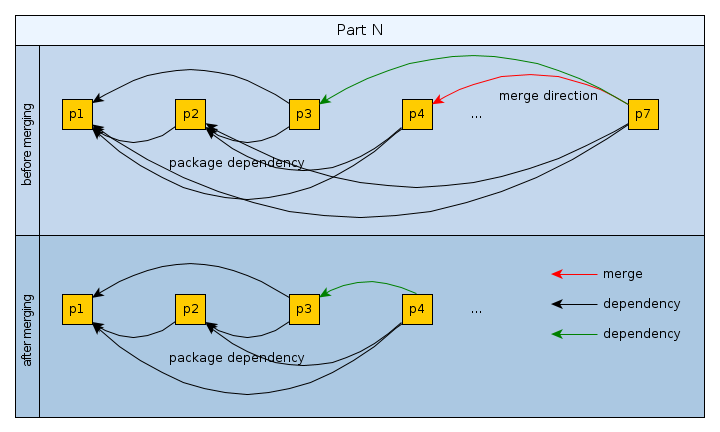 Part N
before merging
p1
p2
p3
p4
...
p7
merge direction
package dependency
after merging
p1
p2
p3
p4
...
package dependency
merge
dependency
dependency